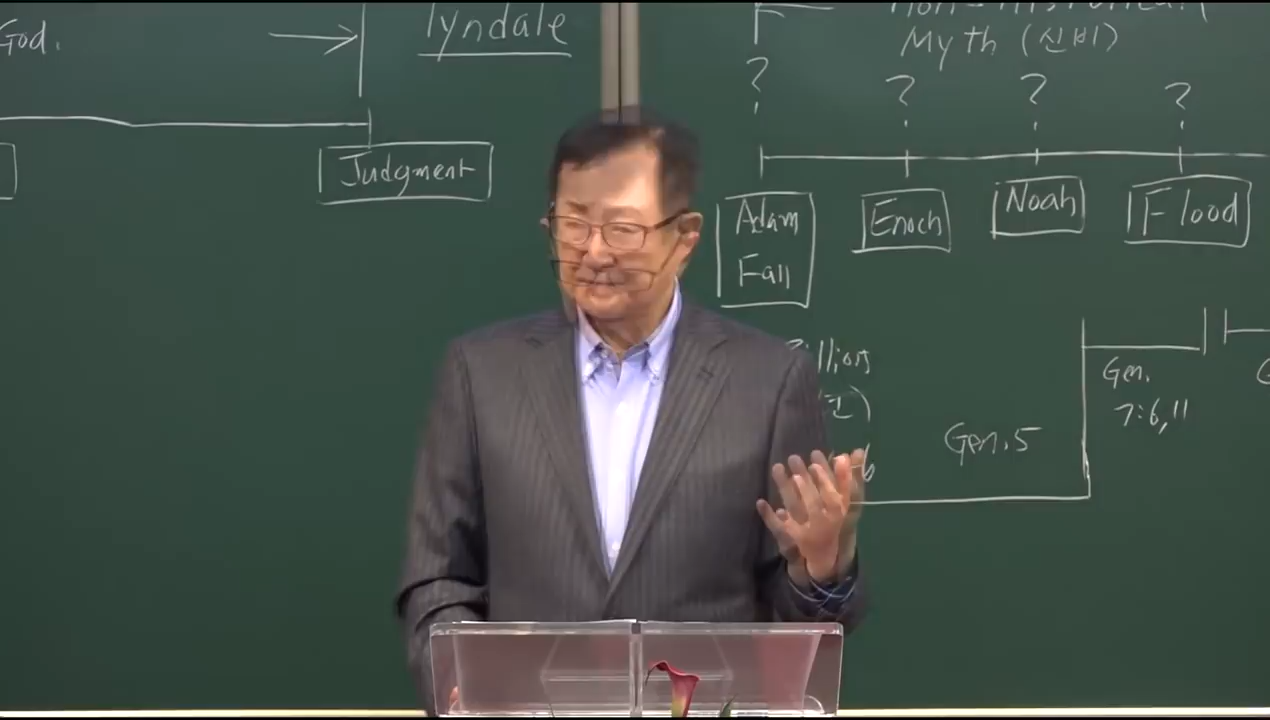 God.
Tyndale
Judgment
Myth (신비)
?
?
?
?
Adam
Fall
Enoch
Noah
Flood
Gen.5
Gen.
7:6,11